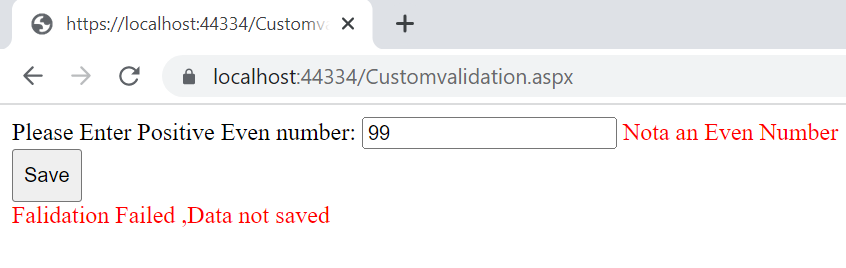 https://localhost:44334/Customva
localhost:44334/Customvalidation.aspx
Please Enter Positive Even number: 99 Nota an Even Number
Save
Falidation Failed ,Data not saved